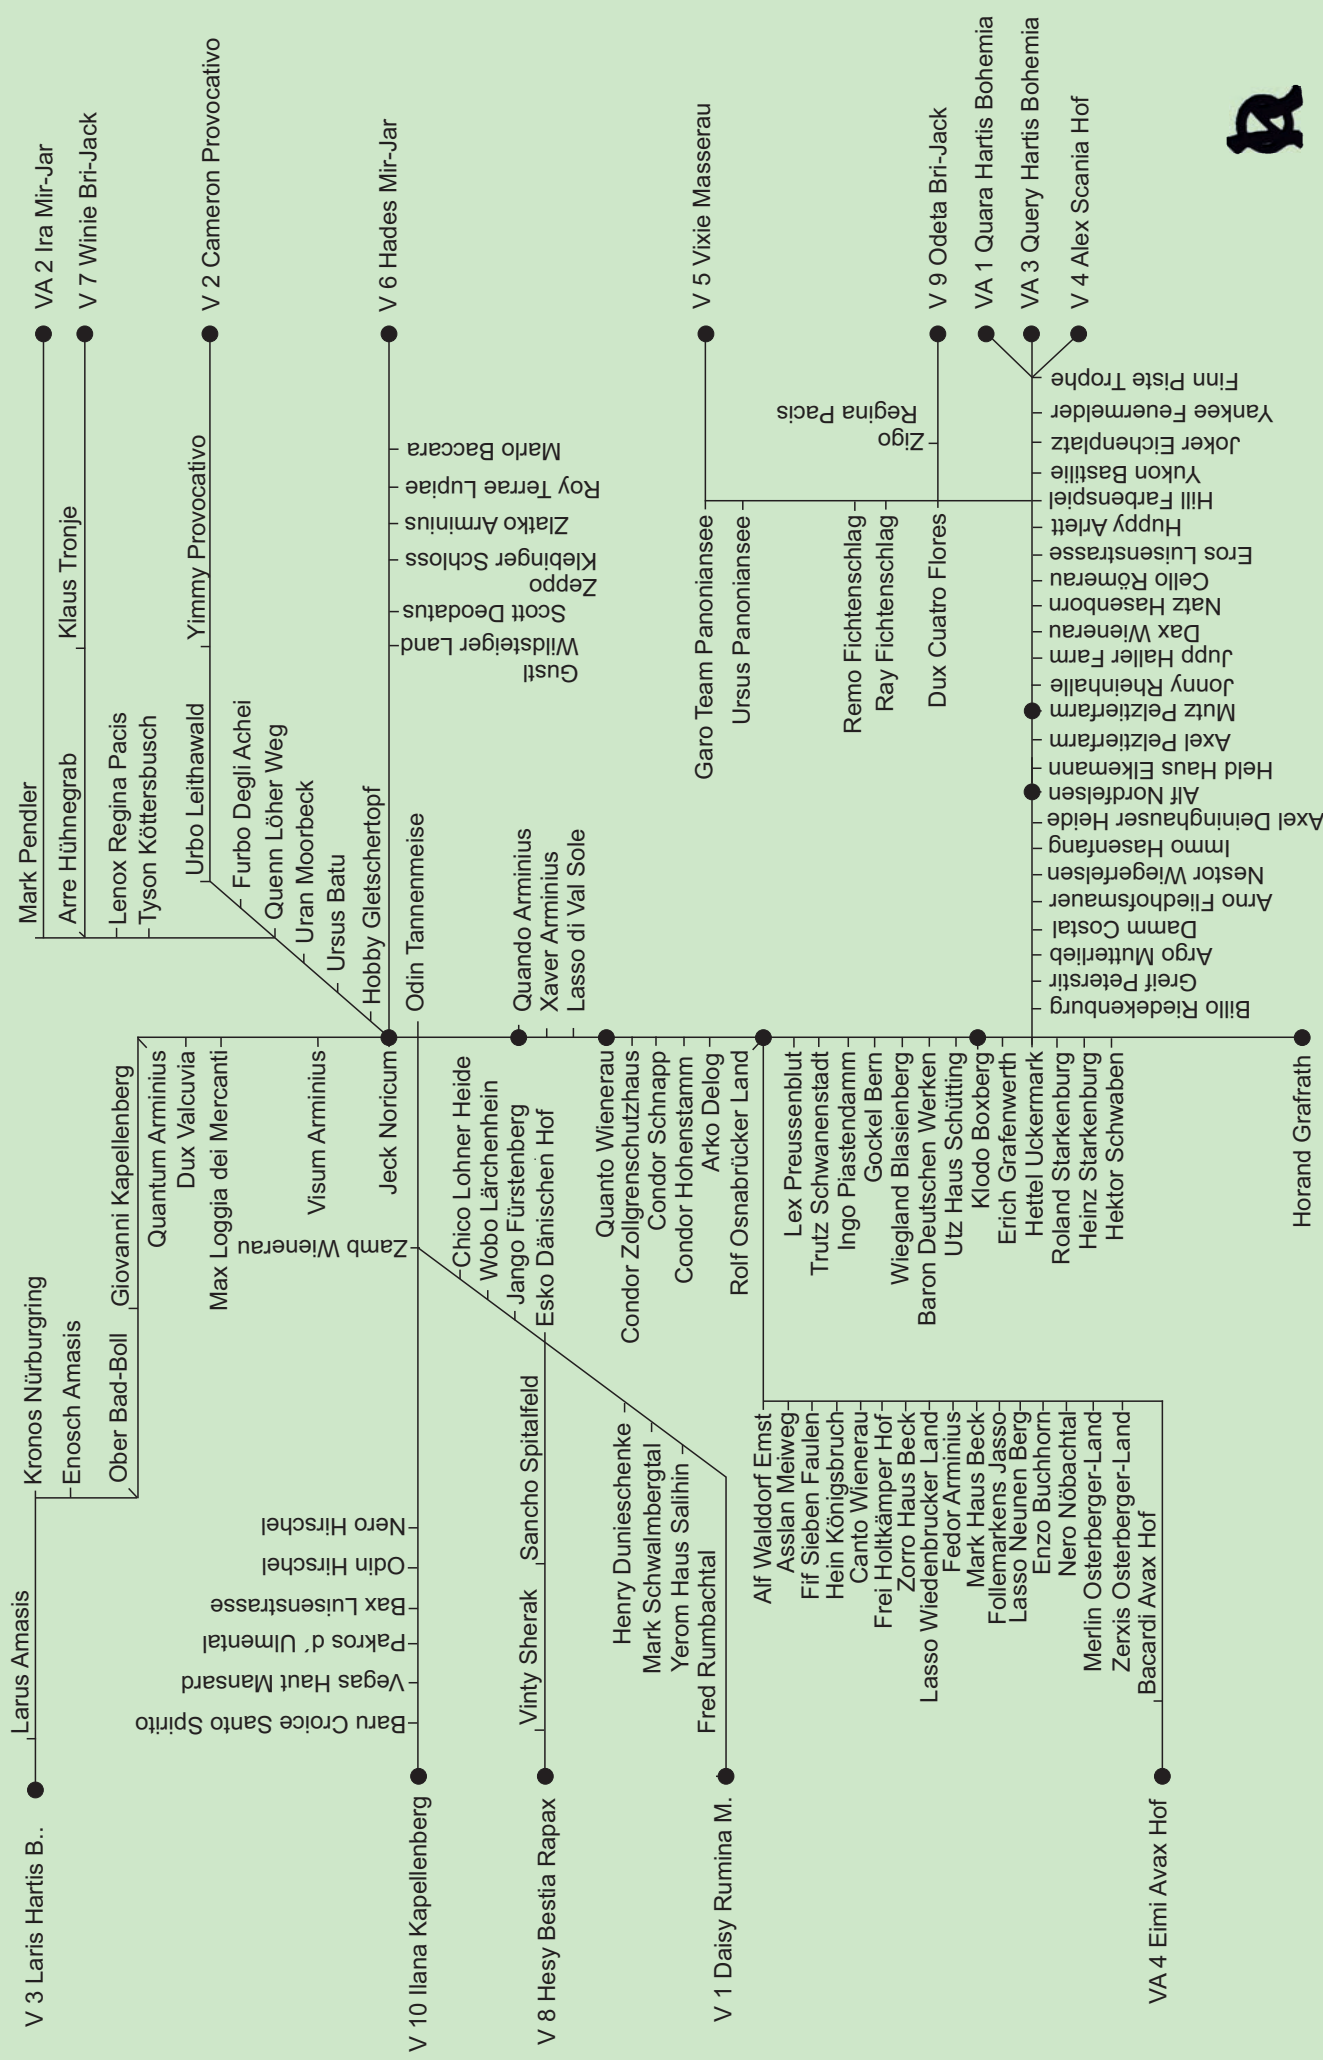 VA 2 Ira Mir-Jar
V 7 Winie Bri-Jack
V 2 Cameron Provocativo
V 6 Hades Mir-Jar
V 5 Vixie Masserau
V 9 Odeta Bri-Jack
VA 1 Quara Hartis Bohemia
VA 3 Query Hartis Bohemia
V 4 Alex Scania Hof
Mark Pendler
Klaus Tronje
Arre Hühnegrab
Lenox Regina Pacis
Tyson Köttersbusch
Yimmy Provocativo
Urbo Leithawald
Furbo Degli Achei
Quenn Löher Weg
Uran Moorbeck
Ursus Batu
Hobby Gletschertopf
Marlo Baccara
Roy Terrae Lupiae
Zlatko Arminius
Klebinger Schloss
Zeppo
Scott Deodatus
Wildsteiger Land
Gustl
Odin Tannenmeise
Quando Arminius
Xaver Arminius
Lasso di Val Sole
Garo Team Panoniansee
Ursus Panoniansee
Remo Fichtenschlag
Ray Fichtenschlag
Dux Cuatro Flores
Regina Pacis
Zigo
Finn Piste Trophe
Yankee Feuermelder
Joker Eichenplatz
Yukon Bastilie
Hill Farbenspiel
Huppy Arlett
Eros Luisenstrasse
Cello Römerau
Natz Hasenborn
Dax Wienerau
Jupp Haller Farm
Jonny Rheinhalle
Mutz Pelztierfarm
Axel Pelztierfarm
Held Haus Elkemann
Alf Nordfelsen
Axel Deininghauser Heide
Immo Hasenfang
Nestor Wiegerfelsen
Arno Fliedhofsmauer
Damm Costal
Argo Mutterlieb
Greif Peterstir
Billo Riedekenburg
Giovanni Kapellenberg
Quantum Arminius
Dux Valcuvia
Max Loggia dei Mercanti
Visum Arminius
Jeck Noricum
Zamb Wienerau
Chico Lohner Heide
Wobo Lärchenhein
Jango Fürstenberg
Esko Dänischen Hof
Quanto Wienerau
Condor Zollgrenschutzhaus
Condor Schnapp
Condor Hohenstamm
Arko Delog
Rolf Osnabrücker Land
Lex Preussenblut
Trutz Schwanenstadt
Ingo Piastendamm
Gockel Bern
Wiegland Blasienberg
Baron Deutschen Werken
Utz Haus Schütting
Klodo Boxberg
Erich Grafenwerth
Hettel Uckermark
Roland Starkenburg
Heinz Starkenburg
Hektor Schwaben
Horand Grafrath
Kronos Nürburgring
Enosch Amasis
Ober Bad-Boll
Larus Amasis
Nero Hirschel
Odin Hirschel
Bax Luisenstrasse
Pakros d´ Ulmental
Vegas Haut Mansard
Baru Croice Santo Spirito
Sancho Spitalfeld
Vinty Sherak
Henry Dunieschenke
Mark Schwalmbergtal
Yerom Haus Salihin
Fred Rumbachtal
Alf Walddorf Emst
Asslan Meiweg
Fif Sieben Faulen
Hein Königsbruch
Canto Wienerau
Frei Holtkämper Hof
Zorro Haus Beck
Lasso Wiedenbrucker Land
Fedor Arminius
Mark Haus Beck
Follemarkens Jasso
Lasso Neunen Berg
Enzo Buchhorn
Nero Nöbachtal
Merlin Osterberger-Land
Zerxis Osterberger-Land
Bacardi Avax Hof
V 3 Laris Hartis B..
V 10 Ilana Kapellenberg
V 8 Hesy Bestia Rapax
V 1 Daisy Rumina M.
VA 4 Eimi Avax Hof